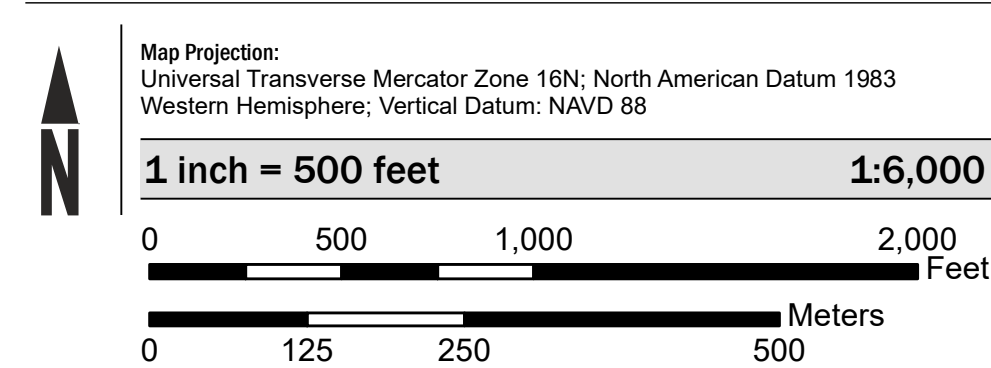 Map Projection:
Universal Transverse Mercator Zone 16N; North American Datum 1983
Western Hemisphere; Vertical Datum: NAVD 88
N
1 inch = 500 feet 1:6,000
0 500 1,000 2,000
Feet
Meters
0 125 250 500